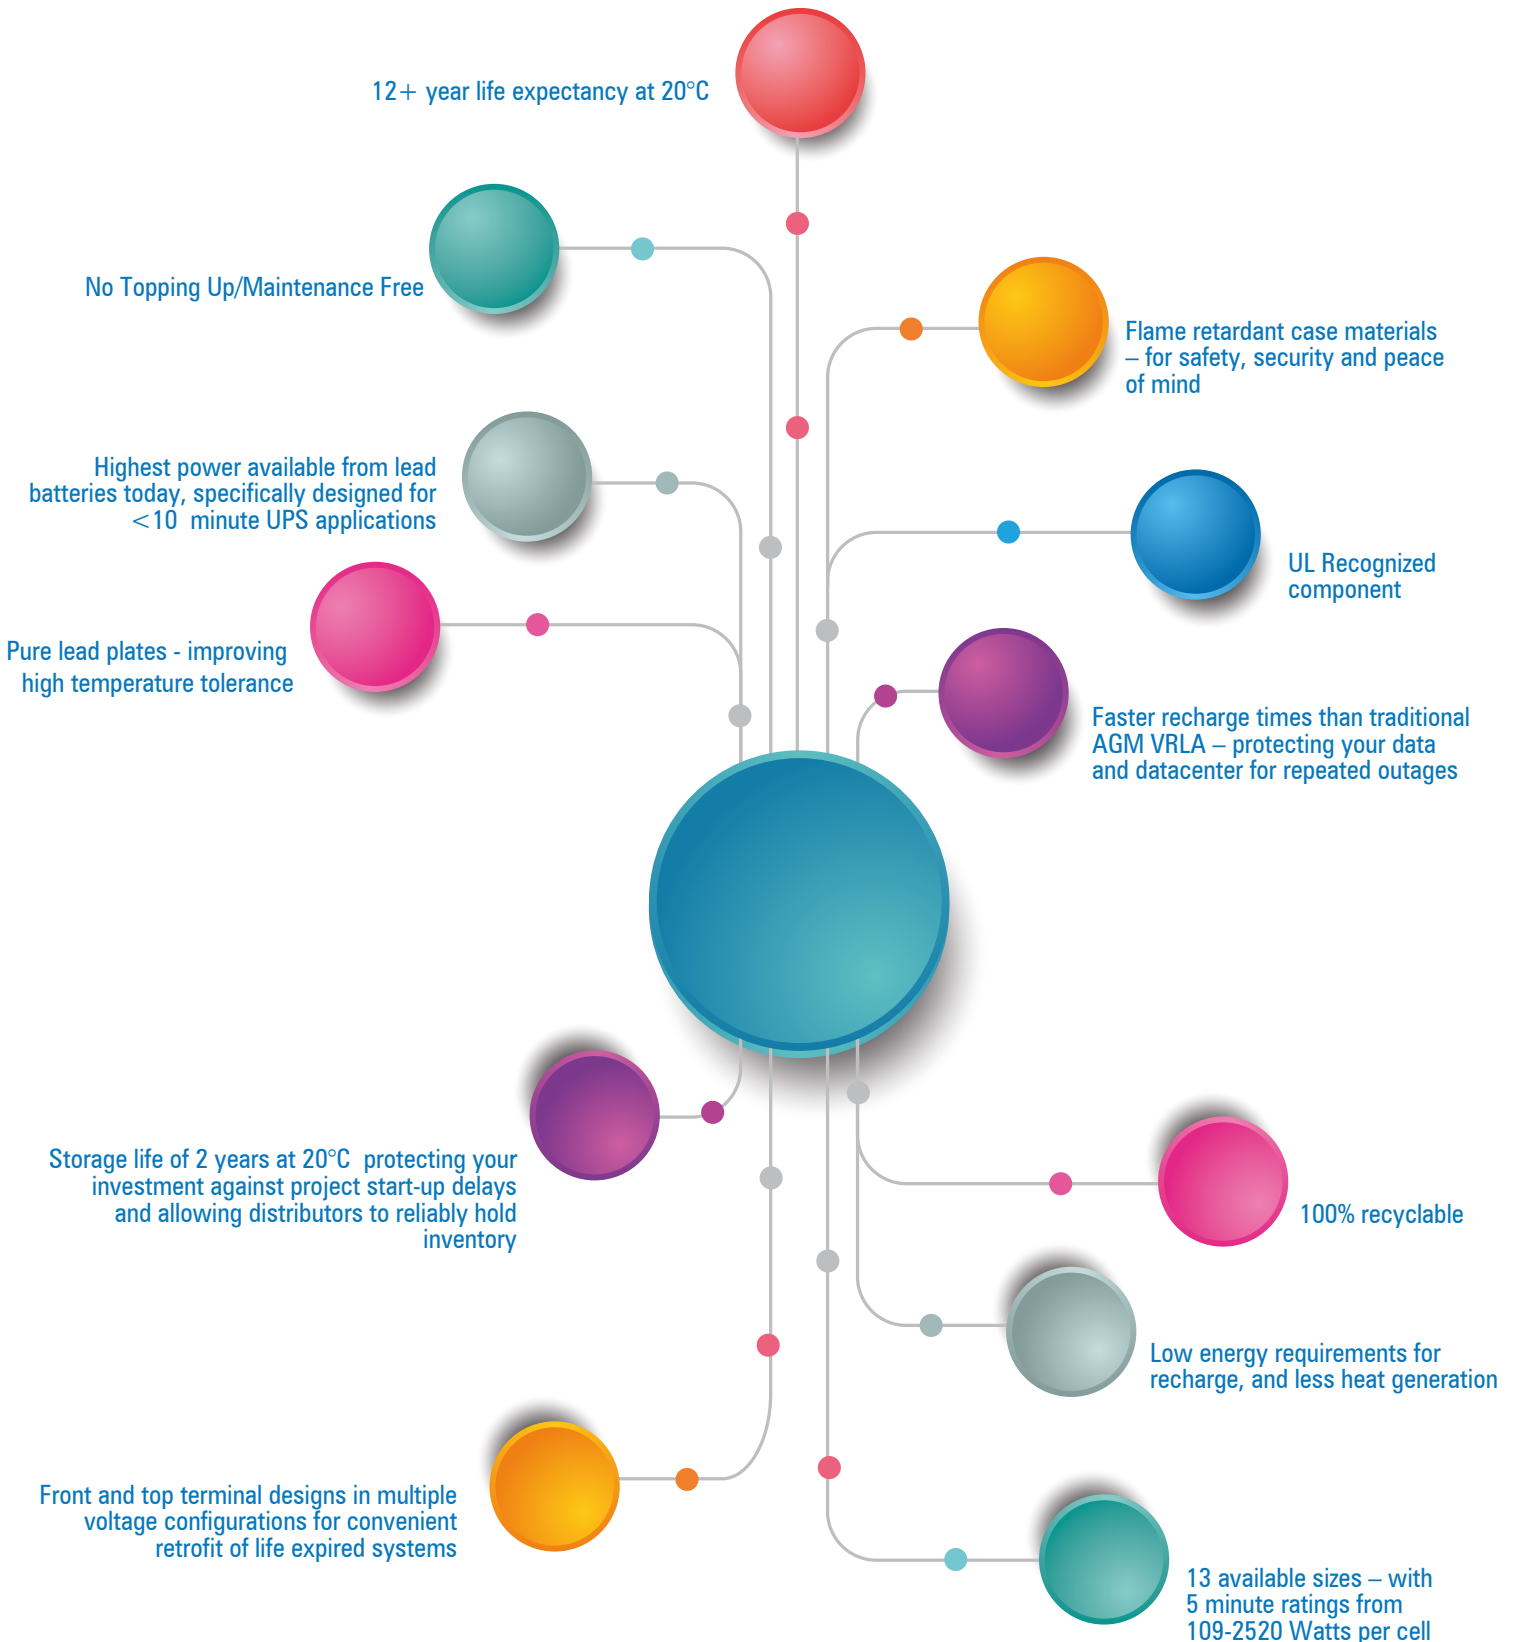 12+ year life expectancy at 20°C
No Topping Up/Maintenance Free
Flame retardant case materials
– for safety, security and peace
of mind
Highest power available from lead
batteries today, specifically designed for
<10 minute UPS applications
UL Recognized
component
Pure lead plates - improving
high temperature tolerance
Faster recharge times than traditional
AGM VRLA – protecting your data
and datacenter for repeated outages
Storage life of 2 years at 20°C protecting your
investment against project start-up delays
and allowing distributors to reliably hold
inventory
100% recyclable
Low energy requirements for
recharge, and less heat generation
Front and top terminal designs in multiple
voltage configurations for convenient
retrofit of life expired systems
13 available sizes – with
5 minute ratings from
109-2520 Watts per cell